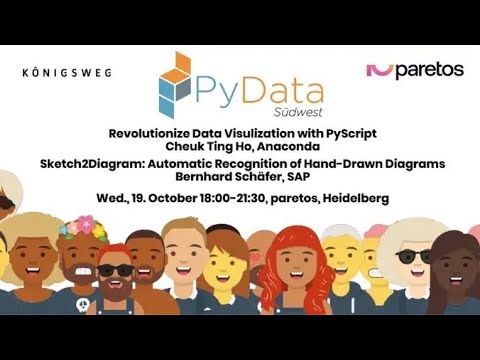 KÖNIGSWEG
PyData
Südwest
paretos
Revolutionize Data Visulization with PyScript
Cheuk Ting Ho, Anaconda
Sketch2Diagram: Automatic Recognition of Hand-Drawn Diagrams
Bernhard Schäfer, SAP
Wed., 19. October 18:00-21:30, paretos, Heidelberg